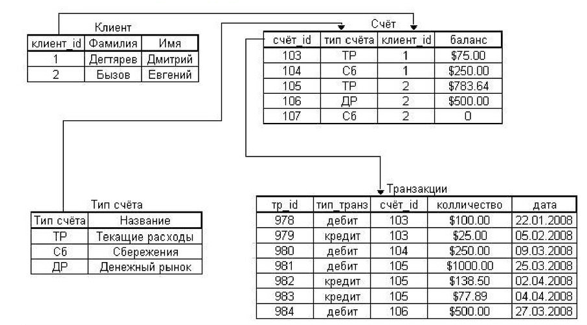 Клиент
клиент_id Фамилия Имя
1 Дегтярев Дмитрий
2 Бызов Евгений
Счёт
счёт_id тип счёта клиент_id баланс
103 ТР 1 $75.00
104 Сб 1 $250.00
105 ТР 2 $783.64
106 ДР 2 $500.00
107 Сб 2 0
Тип счёта
Тип счёта Название
ТР Текащие расходы
Сб Сбережения
ДР Денежный рынок
Транзакции
тр_id тип_транз счёт_id колличество дата
978 дебит 103 $100.00 22.01.2008
979 кредит 103 $25.00 05.02.2008
980 дебит 104 $250.00 09.03.2008
981 дебит 105 $1000.00 25.03.2008
982 кредит 105 $138.50 02.04.2008
983 кредит 105 $77.89 04.04.2008
984 дебит 106 $500.00 27.03.2008